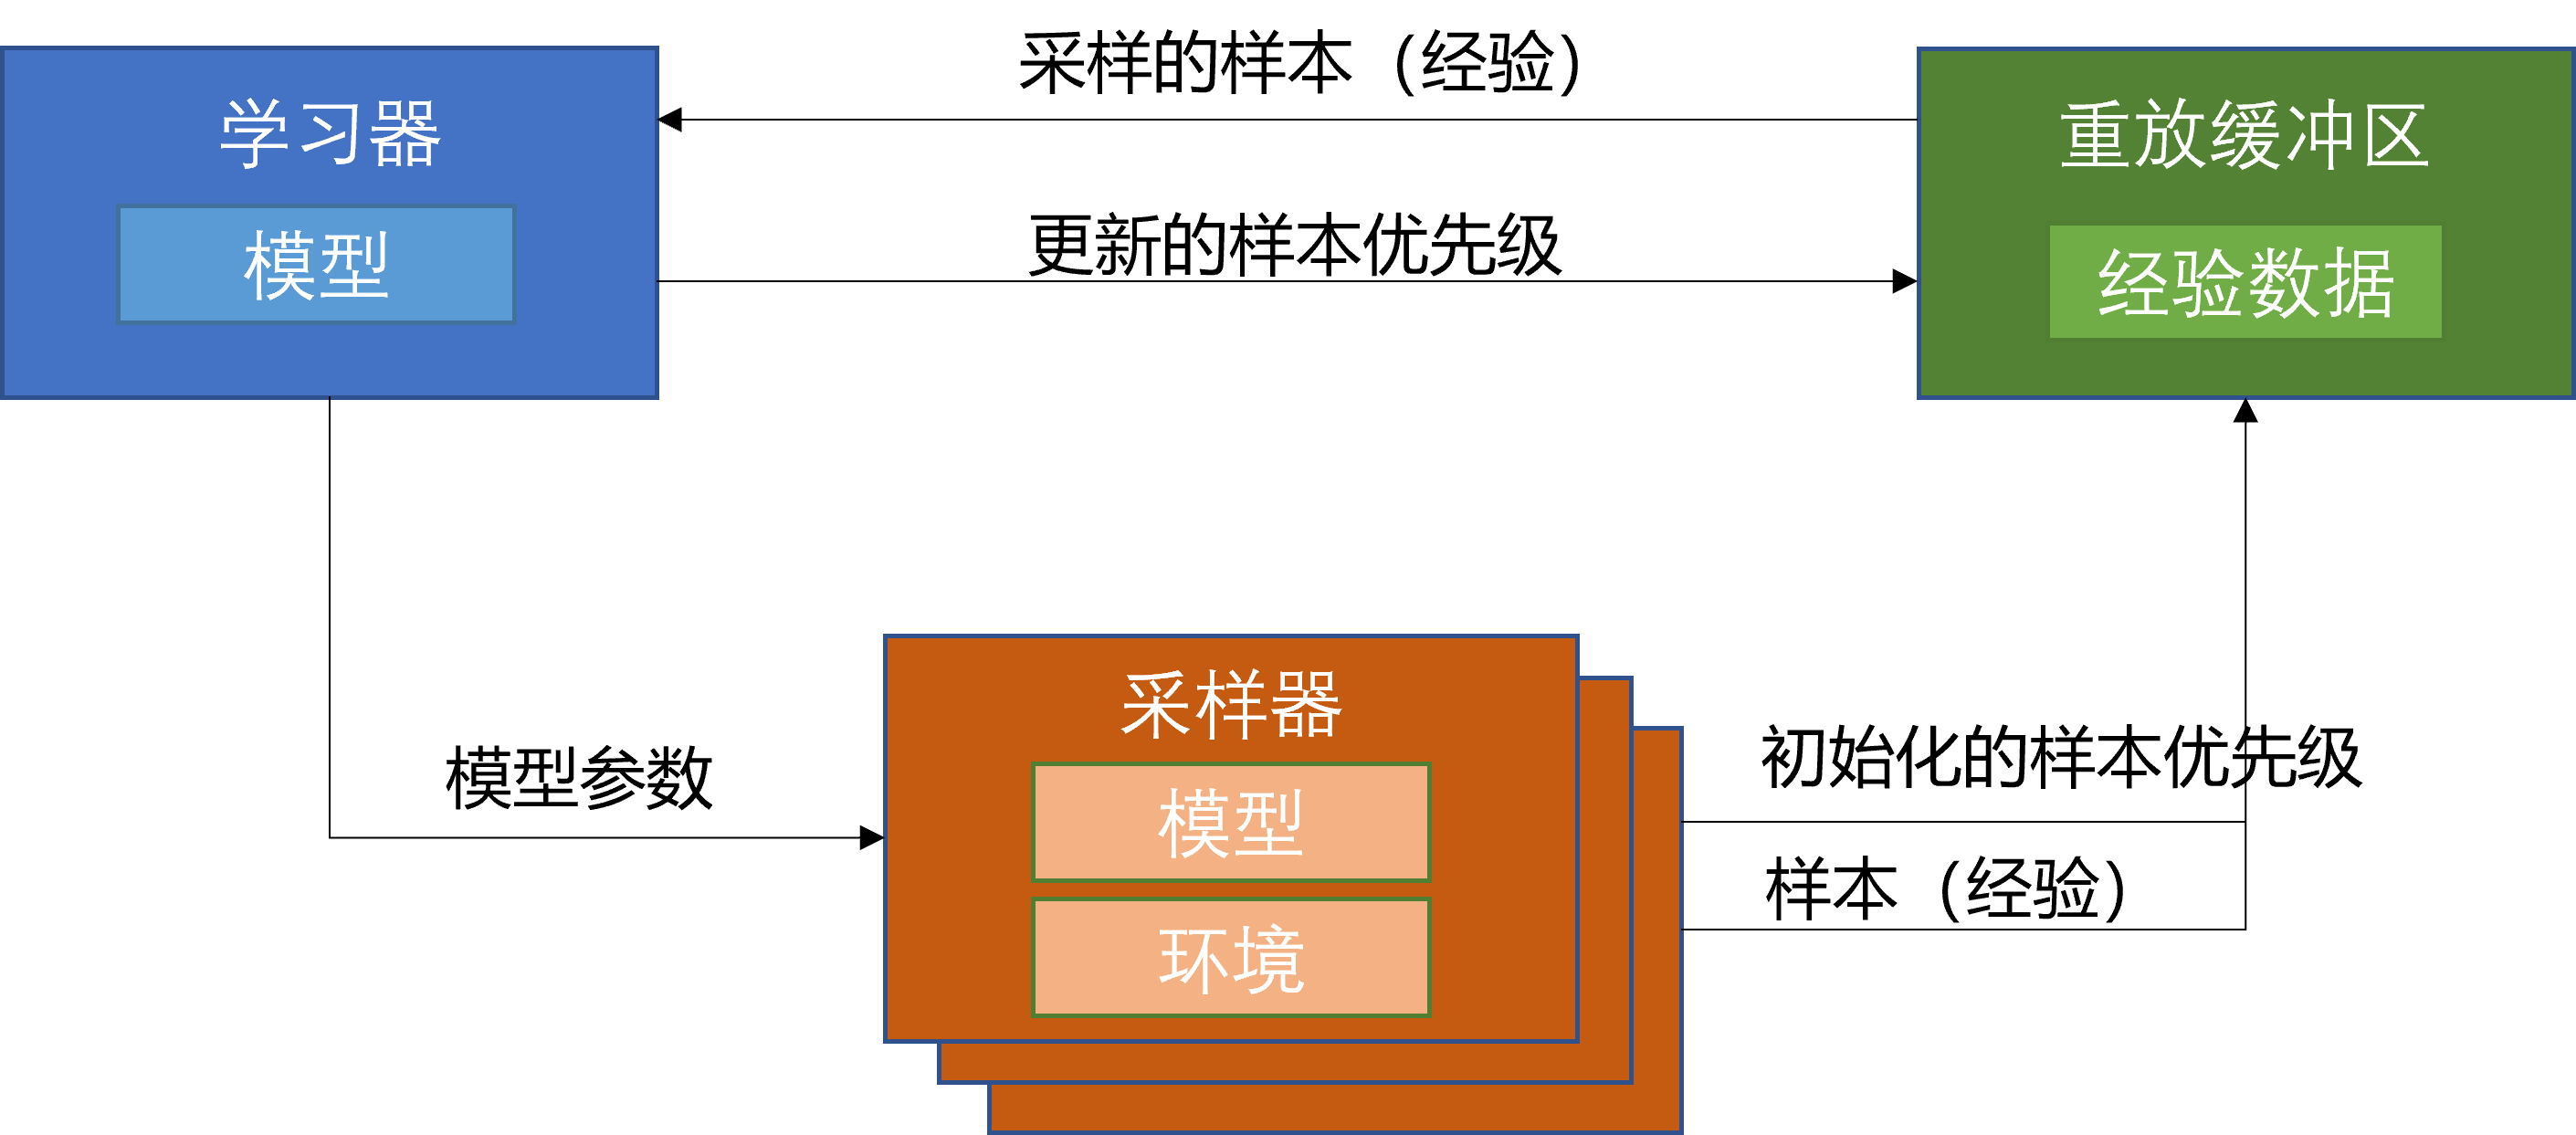 采样的样本（经验）
学习器
重放缓冲区
模型
更新的样本优先级
经验数据
采样器
模型参数
初始化的样本优先级
模型
样本（经验）
环境